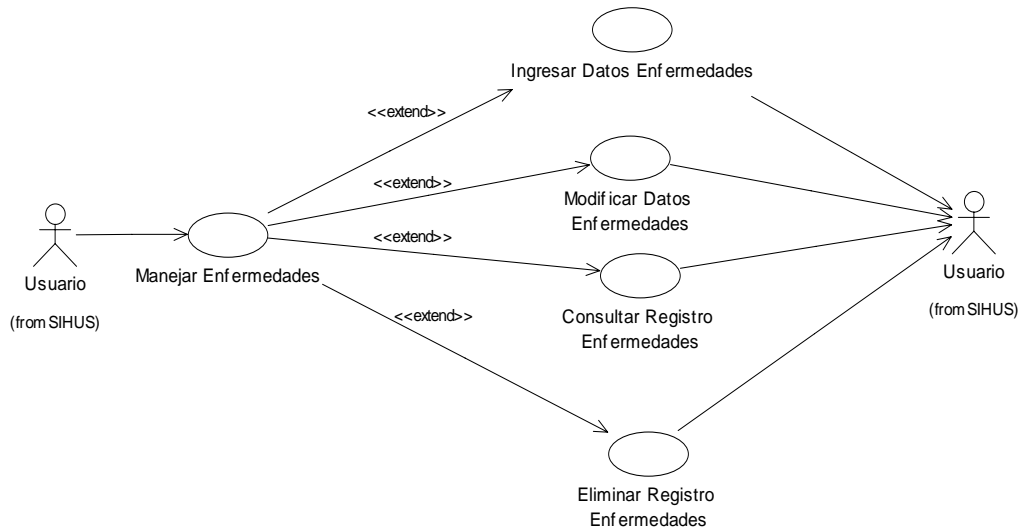 Ingresar Datos Enfermedades
<<extend>>
<<extend>>
Modificar Datos
Enfermedades
<<extend>>
Usuario
(from SIHUS)
Manejar Enfermedades
Usuario
(from SIHUS)
<<extend>>
Consultar Registro
Enfermedades
Eliminar Registro
Enfermedades